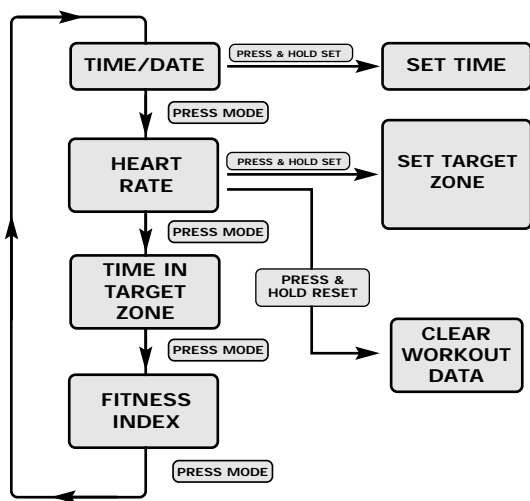 TIME/DATE
PRESS & HOLD SET
SET TIME
PRESS MODE
HEART
RATE
PRESS & HOLD SET
SET TARGET
ZONE
PRESS MODE
TIME IN
TARGET
ZONE
PRESS &
HOLD RESET
PRESS MODE
CLEAR
WORKOUT
DATA
FITNESS
INDEX
PRESS MODE